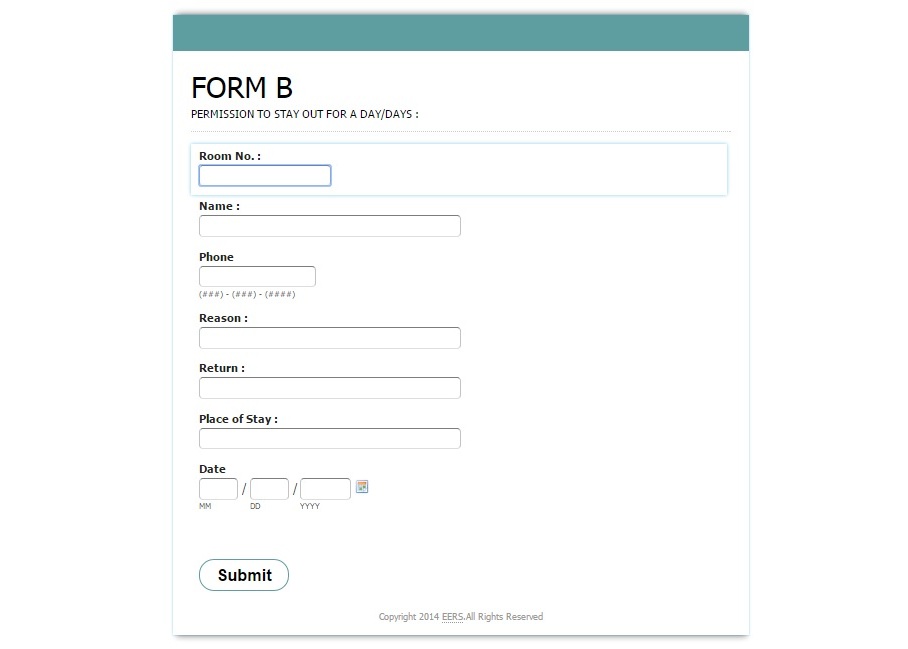 FORM B
PERMISSION TO STAY OUT FOR A DAY/DAYS :
Room No. :
Name :
Phone
(###) - (###) - (####)
Reason :
Return :
Place of Stay :
Date
/ /
MM DD YYYY
Submit
Copyright 2014 EERS.All Rights Reserved